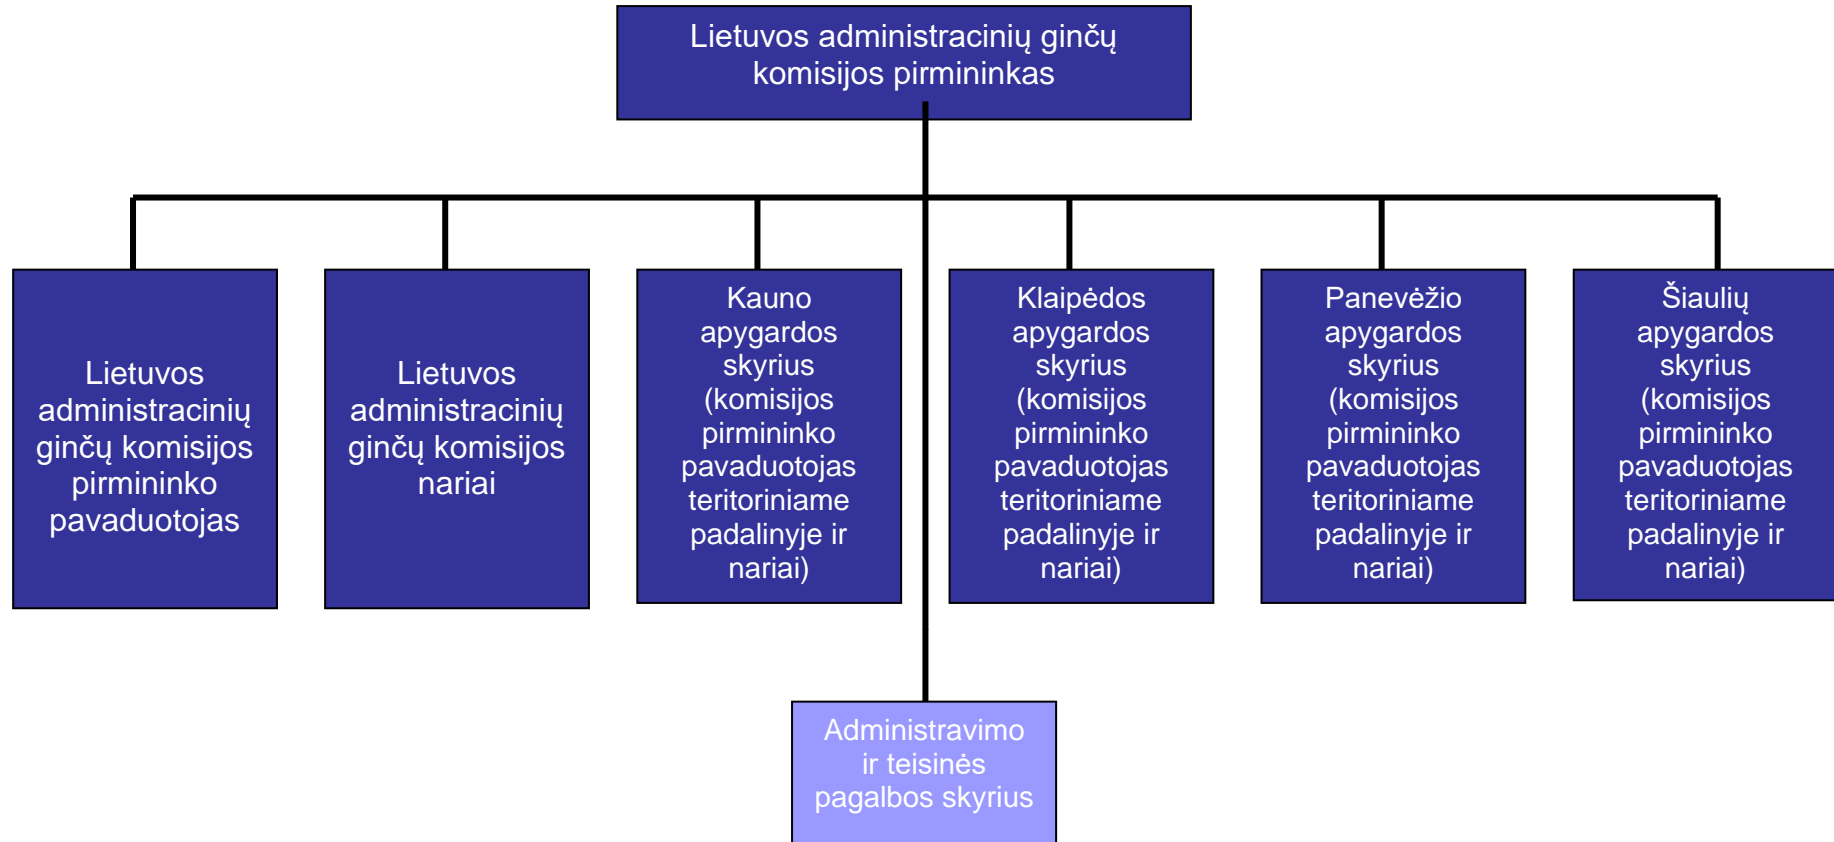 Lietuvos administracinių ginčų
komisijos pirmininkas
Lietuvos
administracinių
ginčų komisijos
pirmininko
pavaduotojas
Lietuvos
administracinių
ginčų komisijos
nariai
Kauno
apygardos
skyrius
(komisijos
pirmininko
pavaduotojas
teritoriniame
padalinyje ir
nariai)
Klaipėdos
apygardos
skyrius
(komisijos
pirmininko
pavaduotojas
teritoriniame
padalinyje ir
nariai)
Panevėžio
apygardos
skyrius
(komisijos
pirmininko
pavaduotojas
teritoriniame
padalinyje ir
nariai)
Šiaulių
apygardos
skyrius
(komisijos
pirmininko
pavaduotojas
teritoriniame
padalinyje ir
nariai)
Administravimo
ir teisinės
pagalbos skyrius